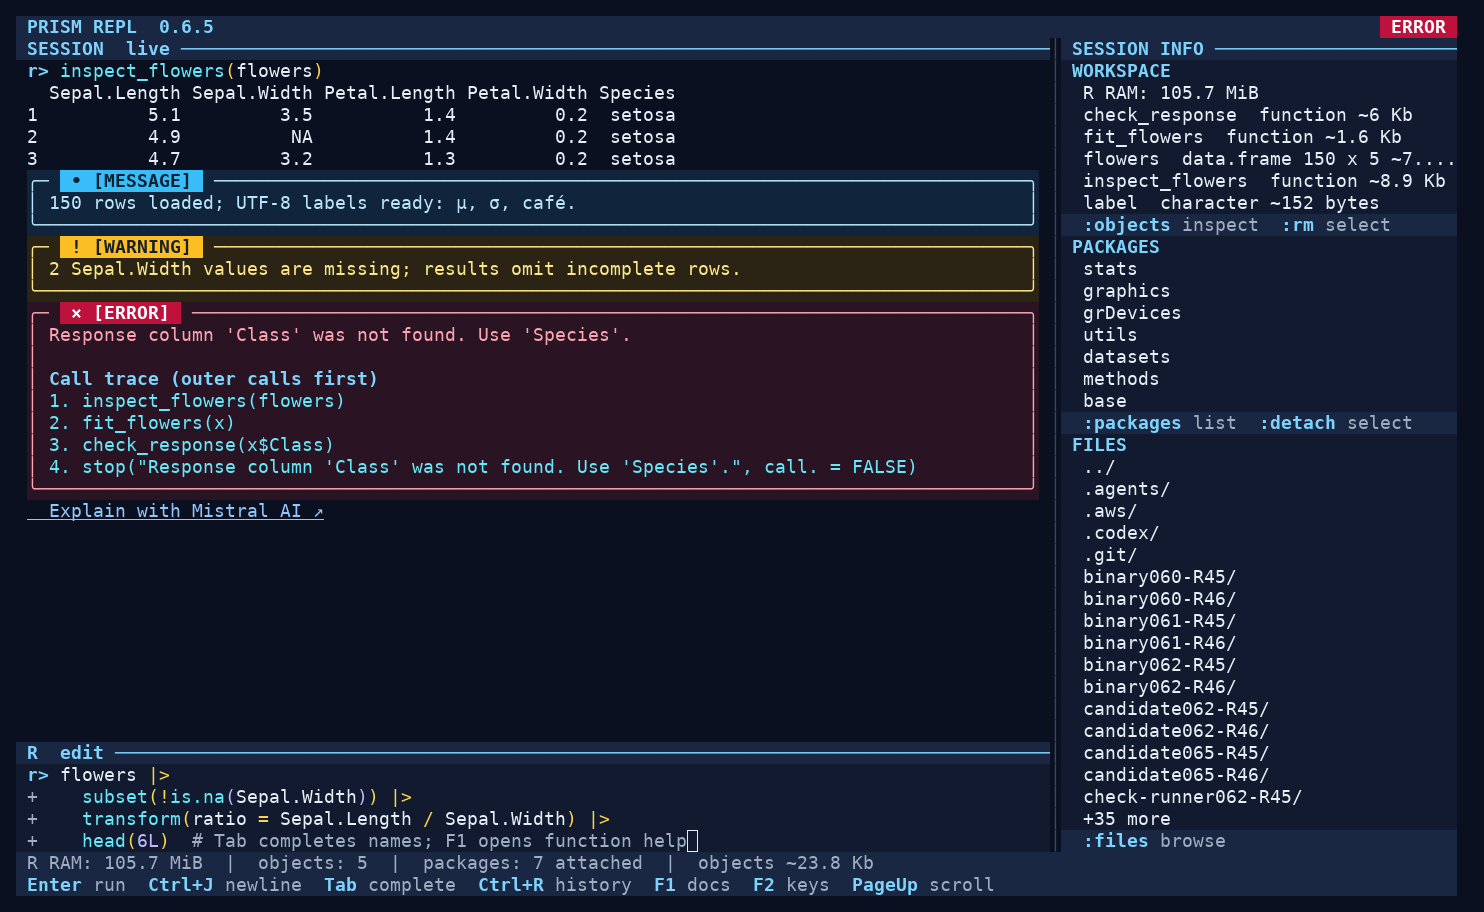 PRISM REPL  0.6.5
ERROR
SESSION  live
r> inspect_flowers(flowers)
  Sepal.Length Sepal.Width Petal.Length Petal.Width Species
1          5.1         3.5          1.4         0.2  setosa
2          4.9          NA          1.4         0.2  setosa
3          4.7         3.2          1.3         0.2  setosa
• [MESSAGE]
150 rows loaded; UTF-8 labels ready: μ, σ, café.
! [WARNING]
2 Sepal.Width values are missing; results omit incomplete rows.
× [ERROR]
Response column 'Class' was not found. Use 'Species'.
Call trace (outer calls first)
1. inspect_flowers(flowers)
2. fit_flowers(x)
3. check_response(x$Class)
4. stop("Response column 'Class' was not found. Use 'Species'.", call. = FALSE)
Explain with Mistral AI ↗
R  edit
r> flowers |>
+    subset(!is.na(Sepal.Width)) |>
+    transform(ratio = Sepal.Length / Sepal.Width) |>
+    head(6L)  # Tab completes names; F1 opens function help
SESSION INFO
WORKSPACE
R RAM: 105.7 MiB
check_response  function ~6 Kb
fit_flowers  function ~1.6 Kb
flowers  data.frame 150 x 5 ~7....
inspect_flowers  function ~8.9 Kb
label  character ~152 bytes
:objects inspect  :rm select
PACKAGES
stats
graphics
grDevices
utils
datasets
methods
base
:packages list  :detach select
FILES
../
.agents/
.aws/
.codex/
.git/
binary060-R45/
binary060-R46/
binary061-R45/
binary061-R46/
binary062-R45/
binary062-R46/
candidate062-R45/
candidate062-R46/
candidate065-R45/
candidate065-R46/
check-runner062-R45/
+35 more
:files browse
R RAM: 105.7 MiB  |  objects: 5  |  packages: 7 attached  |  objects ~23.8 Kb
Enter run  Ctrl+J newline  Tab complete  Ctrl+R history  F1 docs  F2 keys  PageUp scroll